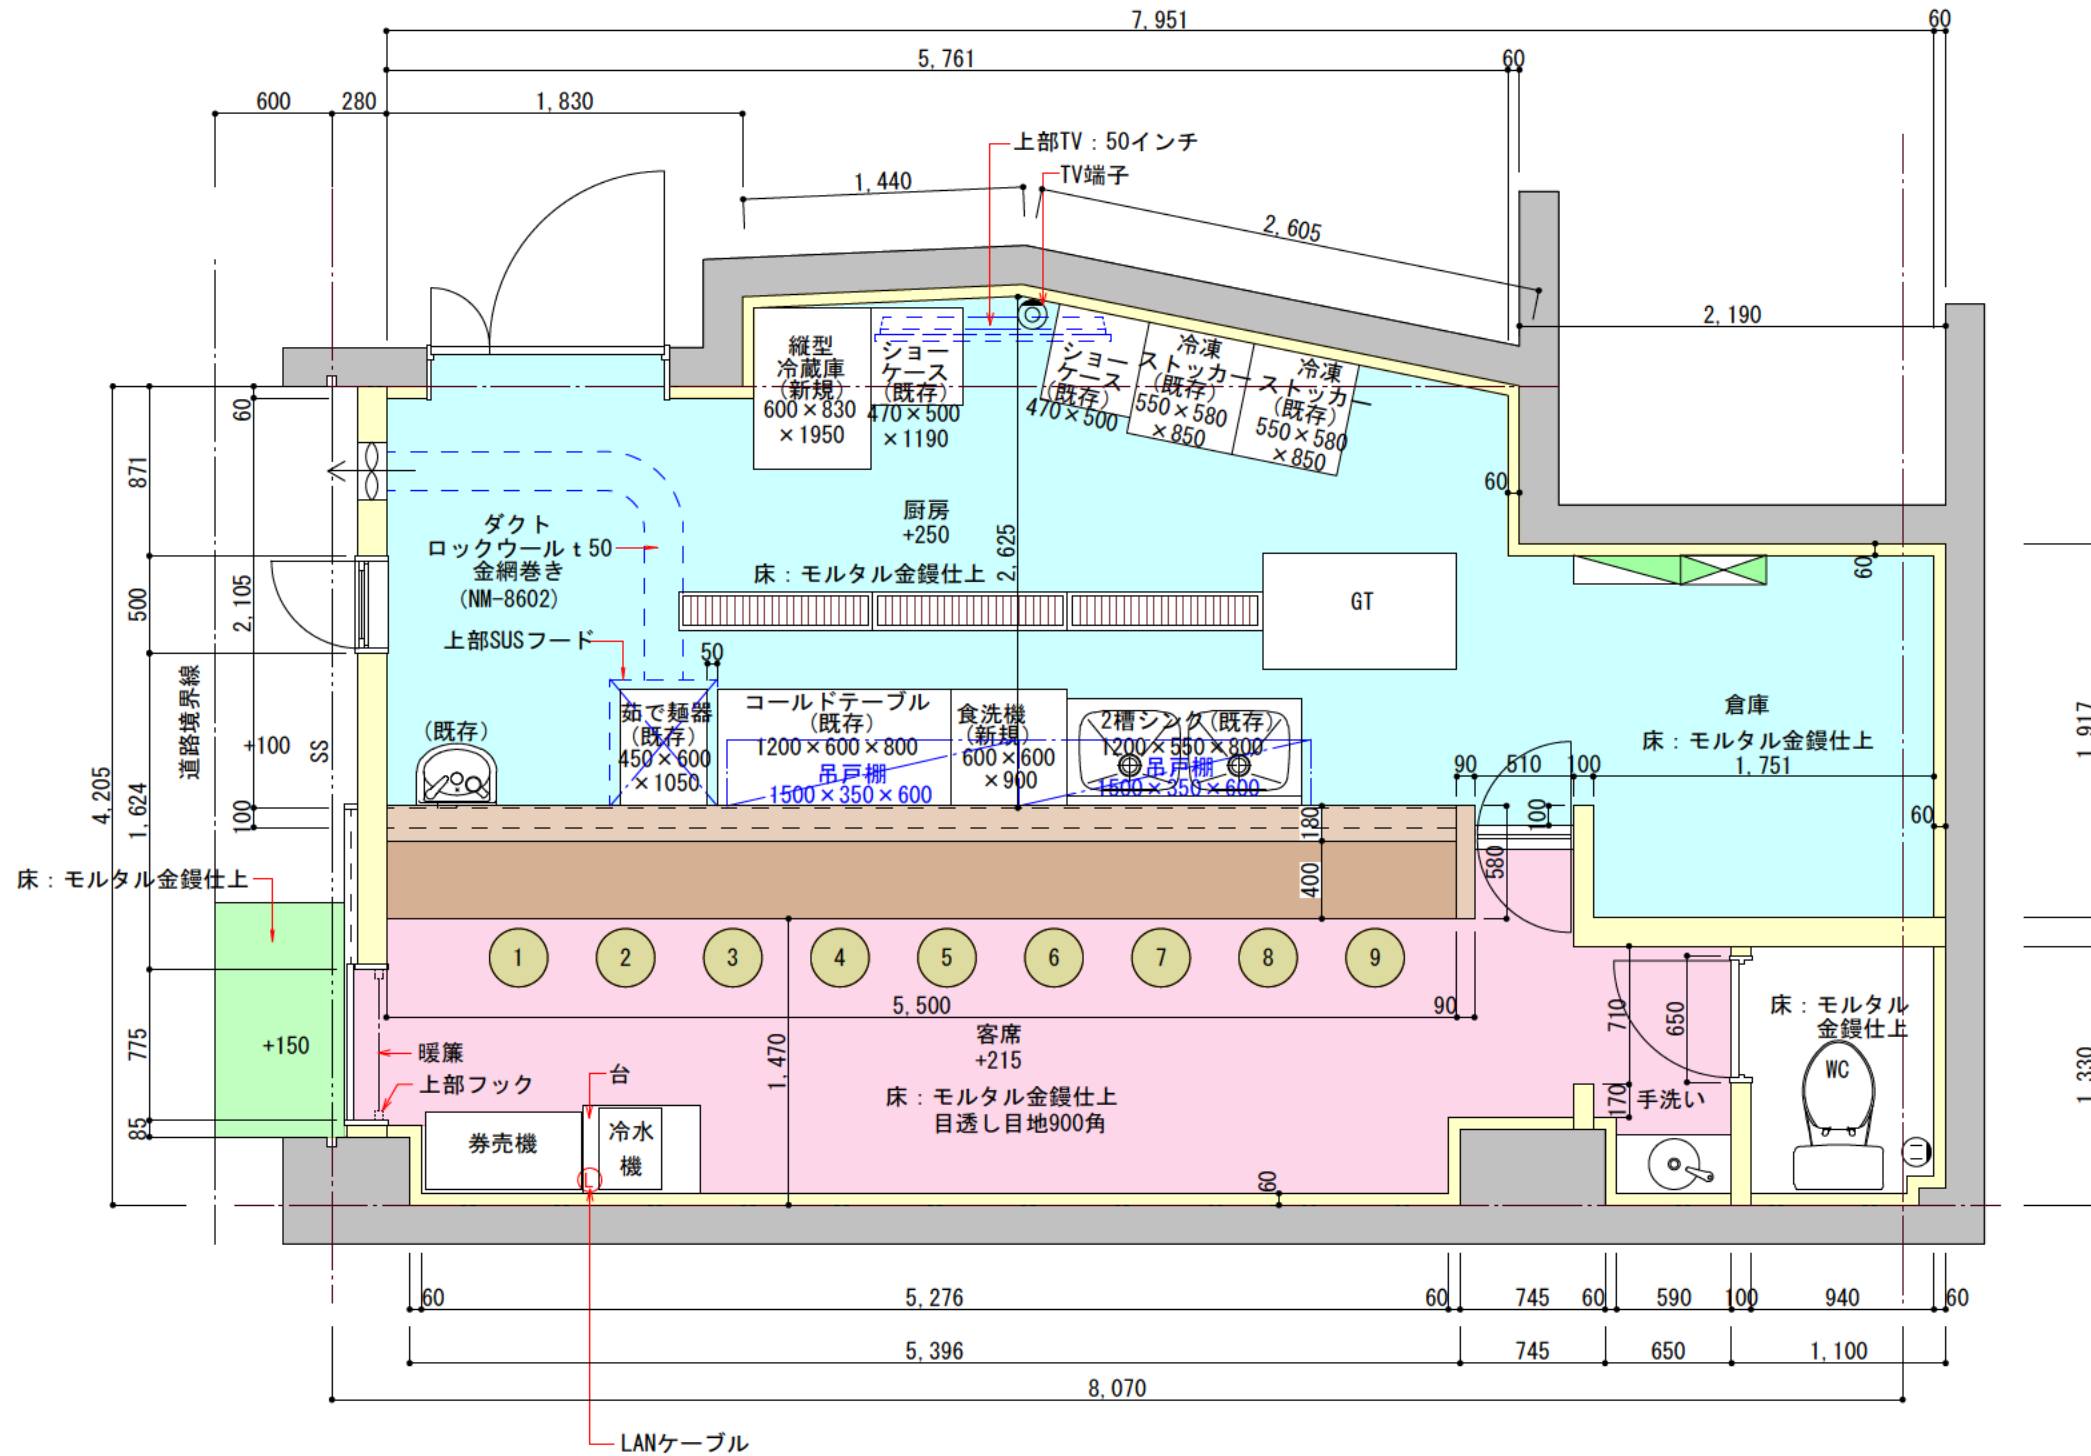 7,951
60
5,761
60
600
280
1,830
上部TV：50インチ
TV端子
1,440
2,605
2,190
縦型
冷蔵庫
(新規)
600×830
×1950
ショー
ケース
(既存)
470×500
×1190
ショー
ケース
(既存)
470×500
冷凍
ストッカー
(既存)
550×580
×850
冷凍
ストッカー
(既存)
550×580
×850
60
871
60
ダクト
ロックウールｔ50
金網巻き
(NM-8602)
厨房
+250
2,625
床：モルタル金鏝仕上
GT
60
500
2,105
上部SUSフード
50
道路境界線
+100
SS
(既存)
茹で麺器
(既存)
450×600
×1050
コールドテーブル
(既存)
1200×600×800
吊戸棚
1500×350×600
食洗機
(新規)
600×600
×900
2槽シンク(既存)
1200×550×800
吊戸棚
1500×350×600
倉庫
床：モルタル金鏝仕上
90
510
100
1,751
1,917
4,205
1,624
100
180
100
60
400
580
床：モルタル金鏝仕上
1
2
3
4
5
6
7
8
9
5,500
90
710
650
床：モルタル
金鏝仕上
775
+150
暖簾
上部フック
台
1,470
客席
+215
床：モルタル金鏝仕上
目透し目地900角
170
手洗い
WC
1,330
85
券売機
冷水
機
L
60
60
5,276
60
745
60
590
100
940
60
5,396
745
650
1,100
8,070
LANケーブル